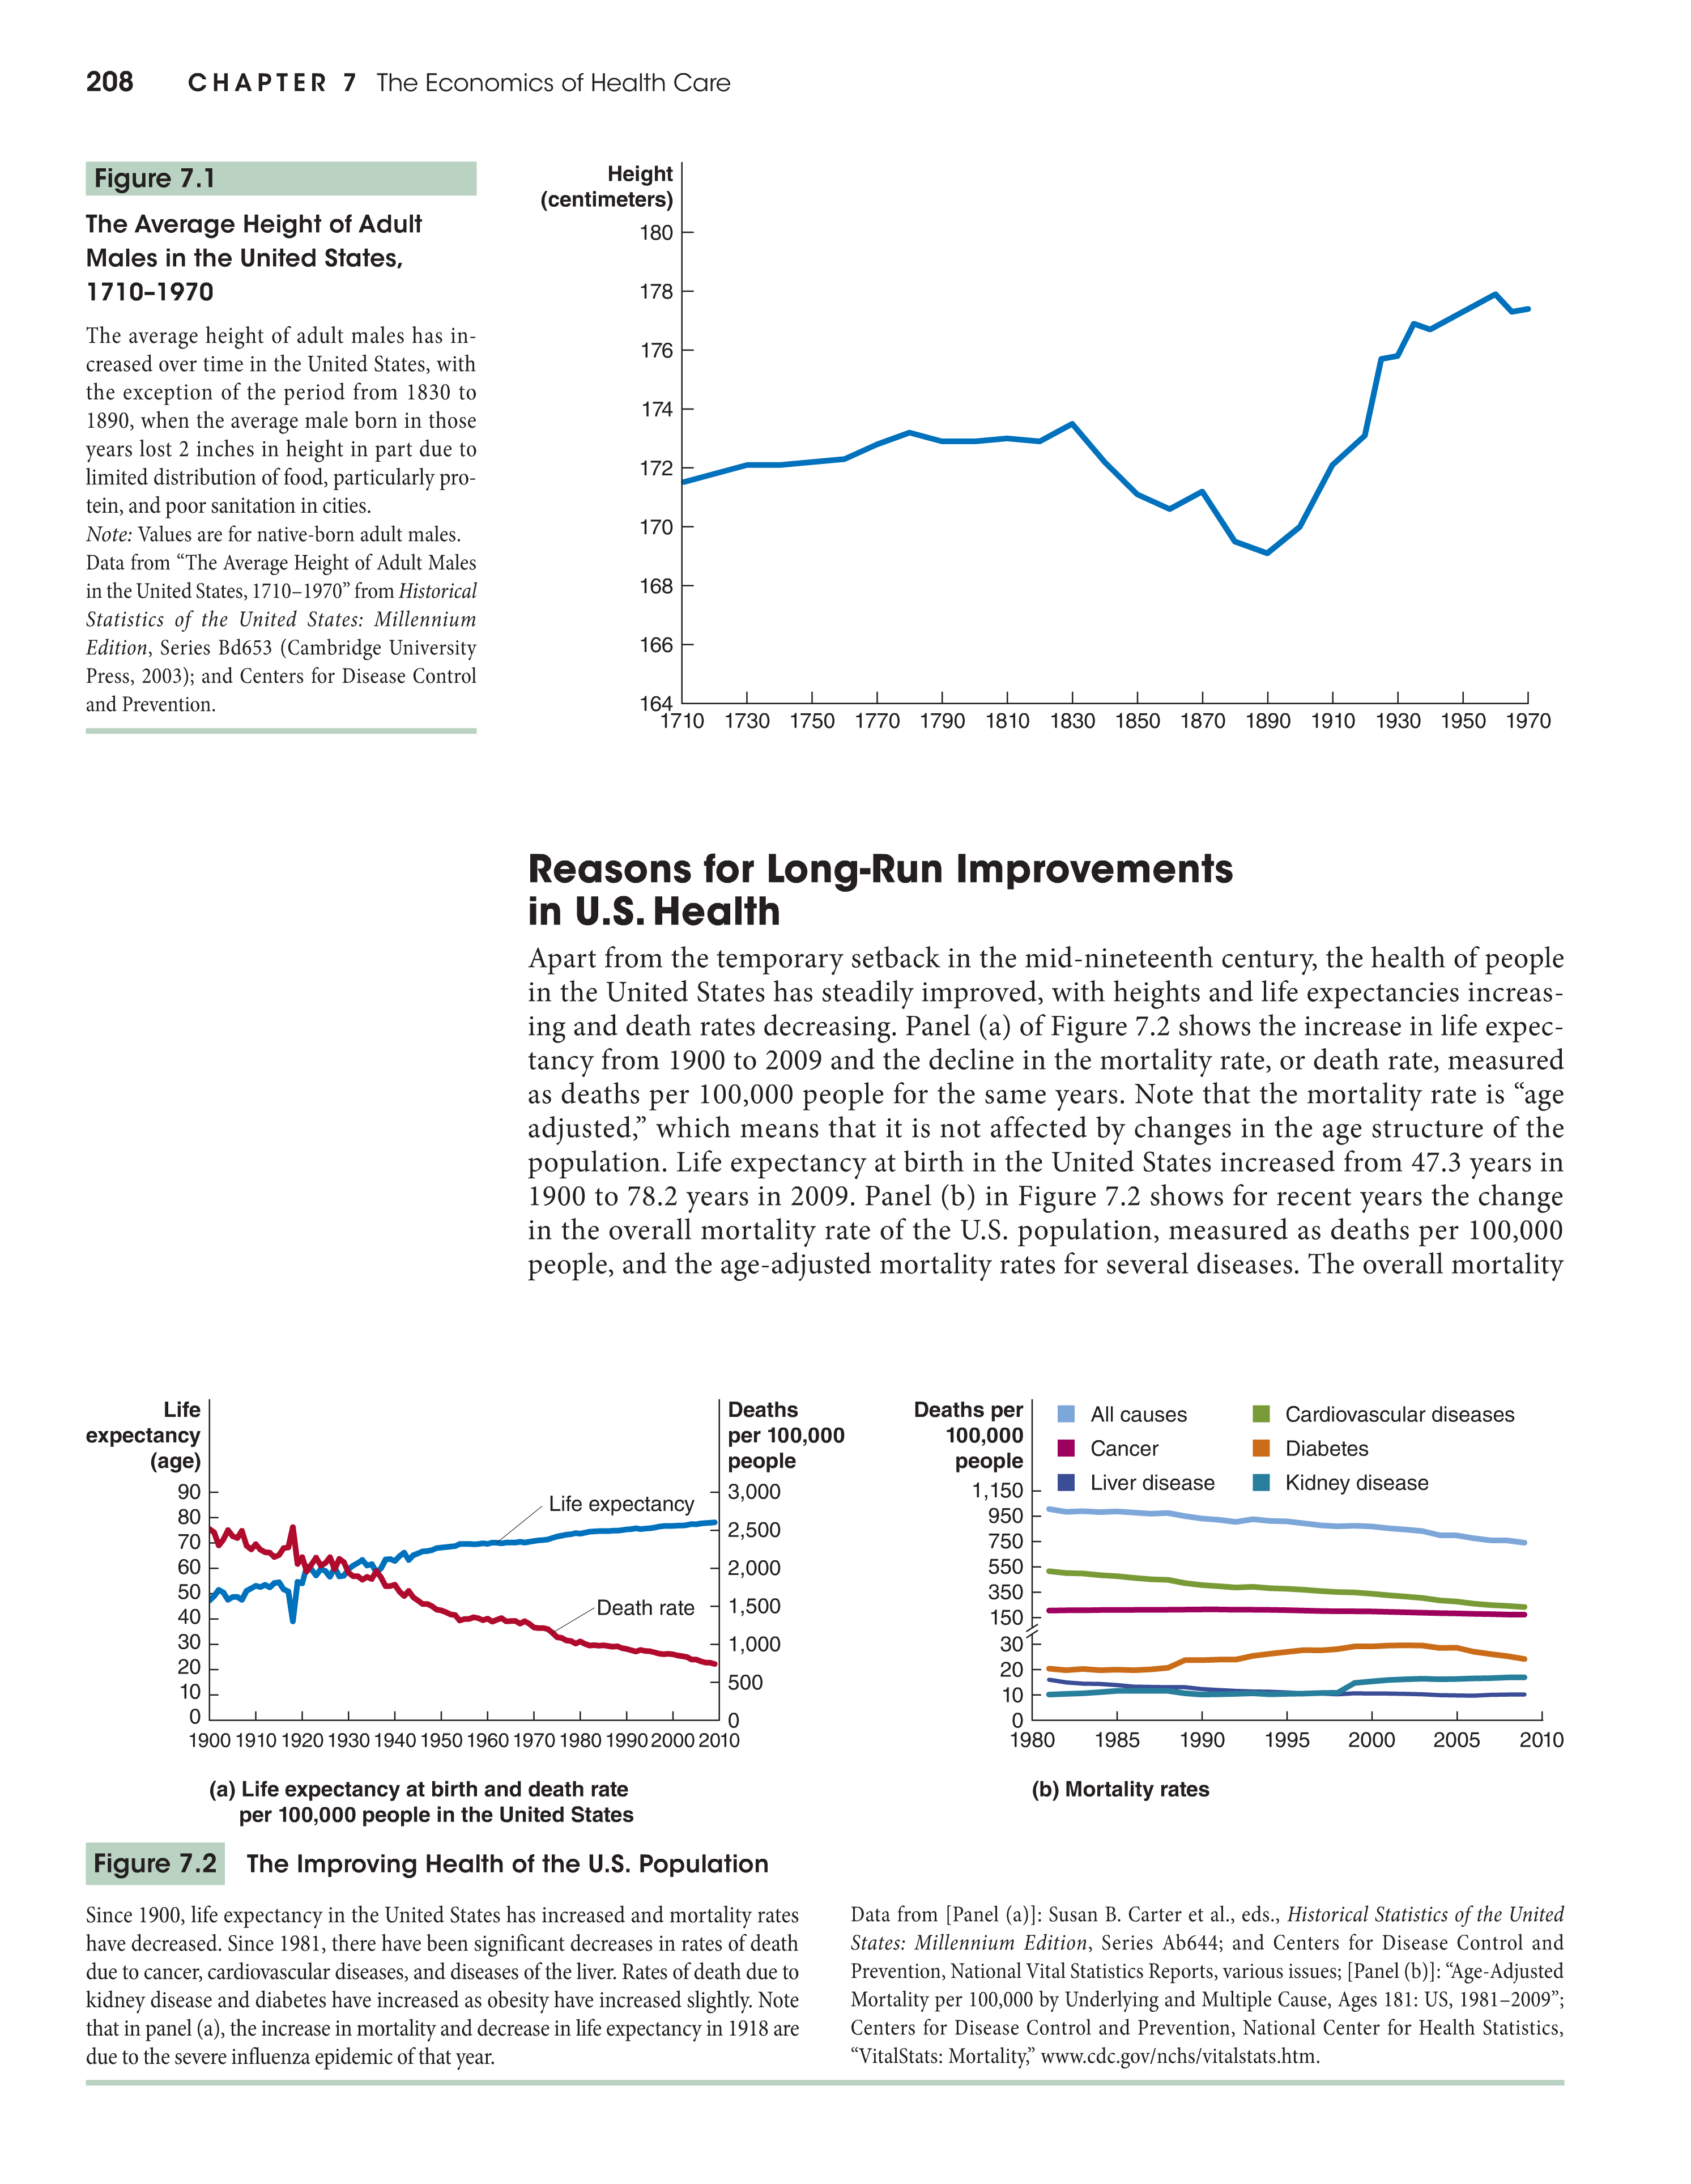 208 CHAPTER 7 The Economics of Health Care
Figure 7.1
The Average Height of Adult
Males in the United States,
1710–1970
The average height of adult males has in-
creased over time in the United States, with
the exception of the period from 1830 to
1890, when the average male born in those
years lost 2 inches in height in part due to
limited distribution of food, particularly pro-
tein, and poor sanitation in cities.
Note: Values are for native-born adult males.
Data from “The Average Height of Adult Males
in the United States, 1710–1970” from Historical
Statistics of the United States: Millennium
Edition, Series Bd653 (Cambridge University
Press, 2003); and Centers for Disease Control
and Prevention.
Height
(centimeters)
180
178
176
174
172
170
168
166
164
1710 1730 1750 1770 1790 1810 1830 1850 1870 1890 1910 1930 1950 1970
Reasons for Long-Run Improvements
in U.S. Health
Apart from the temporary setback in the mid-nineteenth century, the health of people
in the United States has steadily improved, with heights and life expectancies increas-
ing and death rates decreasing. Panel (a) of Figure 7.2 shows the increase in life expec-
tancy from 1900 to 2009 and the decline in the mortality rate, or death rate, measured
as deaths per 100,000 people for the same years. Note that the mortality rate is “age
adjusted,” which means that it is not affected by changes in the age structure of the
population. Life expectancy at birth in the United States increased from 47.3 years in
1900 to 78.2 years in 2009. Panel (b) in Figure 7.2 shows for recent years the change
in the overall mortality rate of the U.S. population, measured as deaths per 100,000
people, and the age-adjusted mortality rates for several diseases. The overall mortality
Life
expectancy
(age)
90
80
70
60
50
40
30
20
10
0
Deaths
per 100,000
people
3,000
2,500
2,000
1,500
1,000
500
0
Life expectancy
Death rate
1900 1910 1920 1930 1940 1950 1960 1970 1980 1990 2000 2010
(a) Life expectancy at birth and death rate
per 100,000 people in the United States
Deaths per
100,000
people
1,150
950
750
550
350
150
30
20
10
0
All causes
Cancer
Liver disease
Cardiovascular diseases
Diabetes
Kidney disease
1980 1985 1990 1995 2000 2005 2010
(b) Mortality rates
Figure 7.2 The Improving Health of the U.S. Population
Since 1900, life expectancy in the United States has increased and mortality rates
have decreased. Since 1981, there have been significant decreases in rates of death
due to cancer, cardiovascular diseases, and diseases of the liver. Rates of death due to
kidney disease and diabetes have increased as obesity have increased slightly. Note
that in panel (a), the increase in mortality and decrease in life expectancy in 1918 are
due to the severe influenza epidemic of that year.
Data from [Panel (a)]: Susan B. Carter et al., eds., Historical Statistics of the United
States: Millennium Edition, Series Ab644; and Centers for Disease Control and
Prevention, National Vital Statistics Reports, various issues; [Panel (b)]: “Age-Adjusted
Mortality per 100,000 by Underlying and Multiple Cause, Ages 181: US, 1981–2009”;
Centers for Disease Control and Prevention, National Center for Health Statistics,
“VitalStats: Mortality,” www.cdc.gov/nchs/vitalstats.htm.